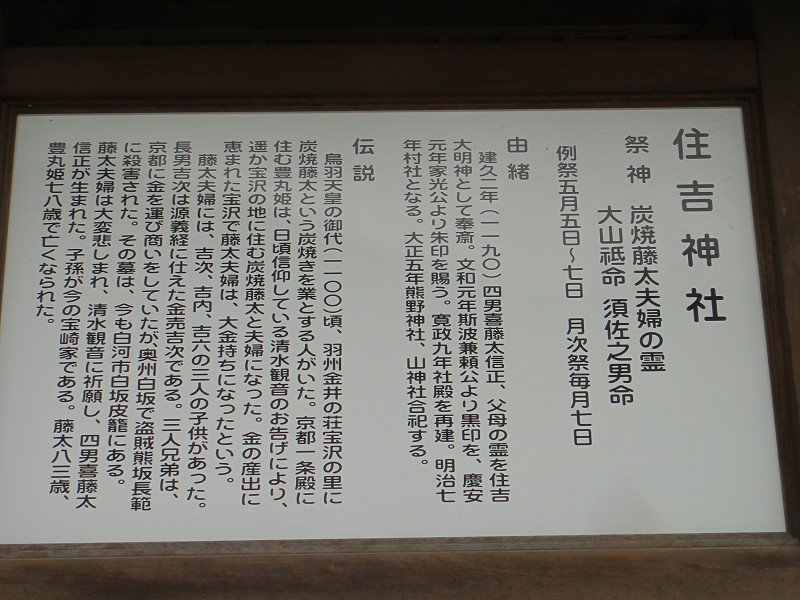 住吉神社
祭神 炭焼藤太夫婦の霊
大山祗命 須佐之男命
例祭五月五日～七日 月次祭毎月七日
由緒
建久二年（一一九〇）四男喜藤太信正、父母の霊を住吉
大明神として奉斎。文和元年斯波兼頼公より黒印を、慶安
元年家光公より朱印を賜う。寛政九年社殿を再建。明治七
年村社となる。大正五年熊野神社、山神社合祀する。
伝説
鳥羽天皇の御代（一一〇〇）頃、羽州金井の荘宝沢の里に
炭焼藤太という炭焼きを業とする人がいた。京都一条殿に
住む豊丸姫は、日頃信仰している清水観音のお告げにより、
遥か宝沢の地に住む炭焼藤太と夫婦になった。金の産出に
恵まれた宝沢で藤太夫婦は、大金持ちになったという。
藤太夫婦には、吉次、吉内、吉六の三人の子供があった。
長男吉次は源義経に仕えた金売吉次である。三人兄弟は、
京都に金を運び商いをしていたが、奥州白坂で盗賊熊坂長範
に殺害された。その墓は、今も白河市白坂皮籠にある。
藤太夫婦は大変悲しまれ、清水観音に祈願し、四男喜藤太
信正が生まれた。子孫が今の宝崎家である。藤太八三歳、
豊丸姫七八歳で亡くなられた。